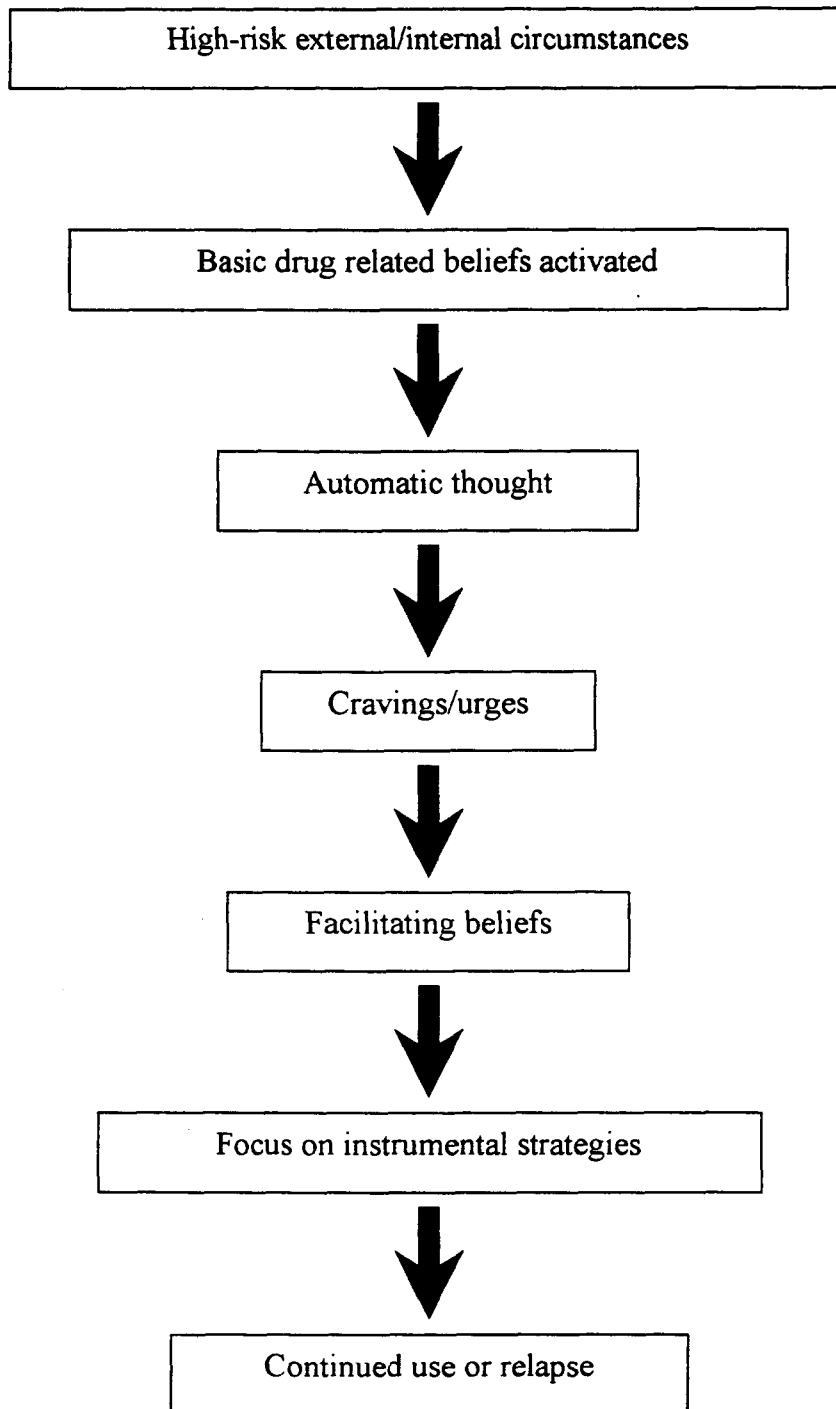 High-risk external/internal circumstances
Basic drug related beliefs activated
Automatic thought
Cravings/urges
Facilitating beliefs
Focus on instrumental strategies
Continued use or relapse